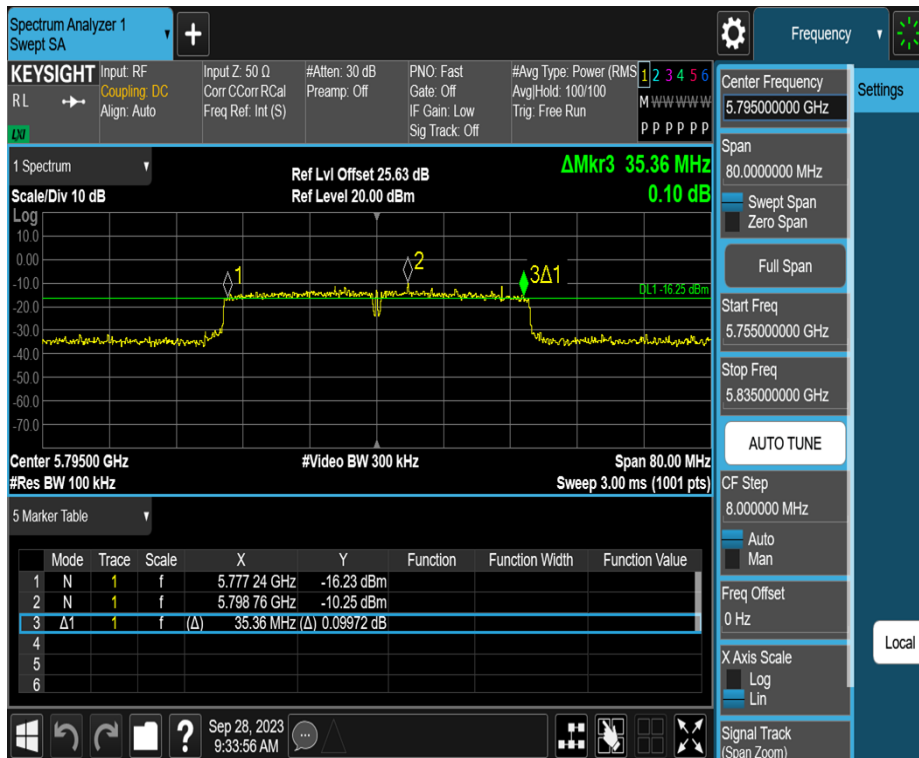 Spectrum Analyzer 1
Swept SA
+
Frequency
KEYSIGHT
RL
LXI
Input: RF
Coupling: DC
Align: Auto
Input Z: 50 Ω
Corr CCorr RCal
Freq Ref: Int (S)
#Atten: 30 dB
Preamp: Off
PNO: Fast
Gate: Off
IF Gain: Low
Sig Track: Off
#Avg Type: Power (RMS
Avg|Hold: 100/100
Trig: Free Run
1 2 3 4 5 6
M W W W W W
P P P P P P
1 Spectrum
Scale/Div 10 dB
Ref Lvl Offset 25.63 dB
Ref Level 20.00 dBm
ΔMkr3 35.36 MHz
0.10 dB
Log
10.0
0.00
-10.0
-20.0
-30.0
-40.0
-50.0
-60.0
-70.0
1
2
3Δ1
DL1 -16.25 dBm
Center 5.79500 GHz
#Res BW 100 kHz
#Video BW 300 kHz
Span 80.00 MHz
Sweep 3.00 ms (1001 pts)
5 Marker Table
Mode Trace Scale X Y Function Function Width Function Value
1 N 1 f 5.777 24 GHz -16.23 dBm
2 N 1 f 5.798 76 GHz -10.25 dBm
3 Δ1 1 f (Δ) 35.36 MHz (Δ) 0.09972 dB
4
5
6
?
Sep 28, 2023
9:33:56 AM
Center Frequency
5.795000000 GHz
Settings
Span
80.0000000 MHz
Swept Span
Zero Span
Full Span
Start Freq
5.755000000 GHz
Stop Freq
5.835000000 GHz
AUTO TUNE
CF Step
8.000000 MHz
Auto
Man
Freq Offset
0 Hz
Local
X Axis Scale
Log
Lin
Signal Track
(Span Zoom)